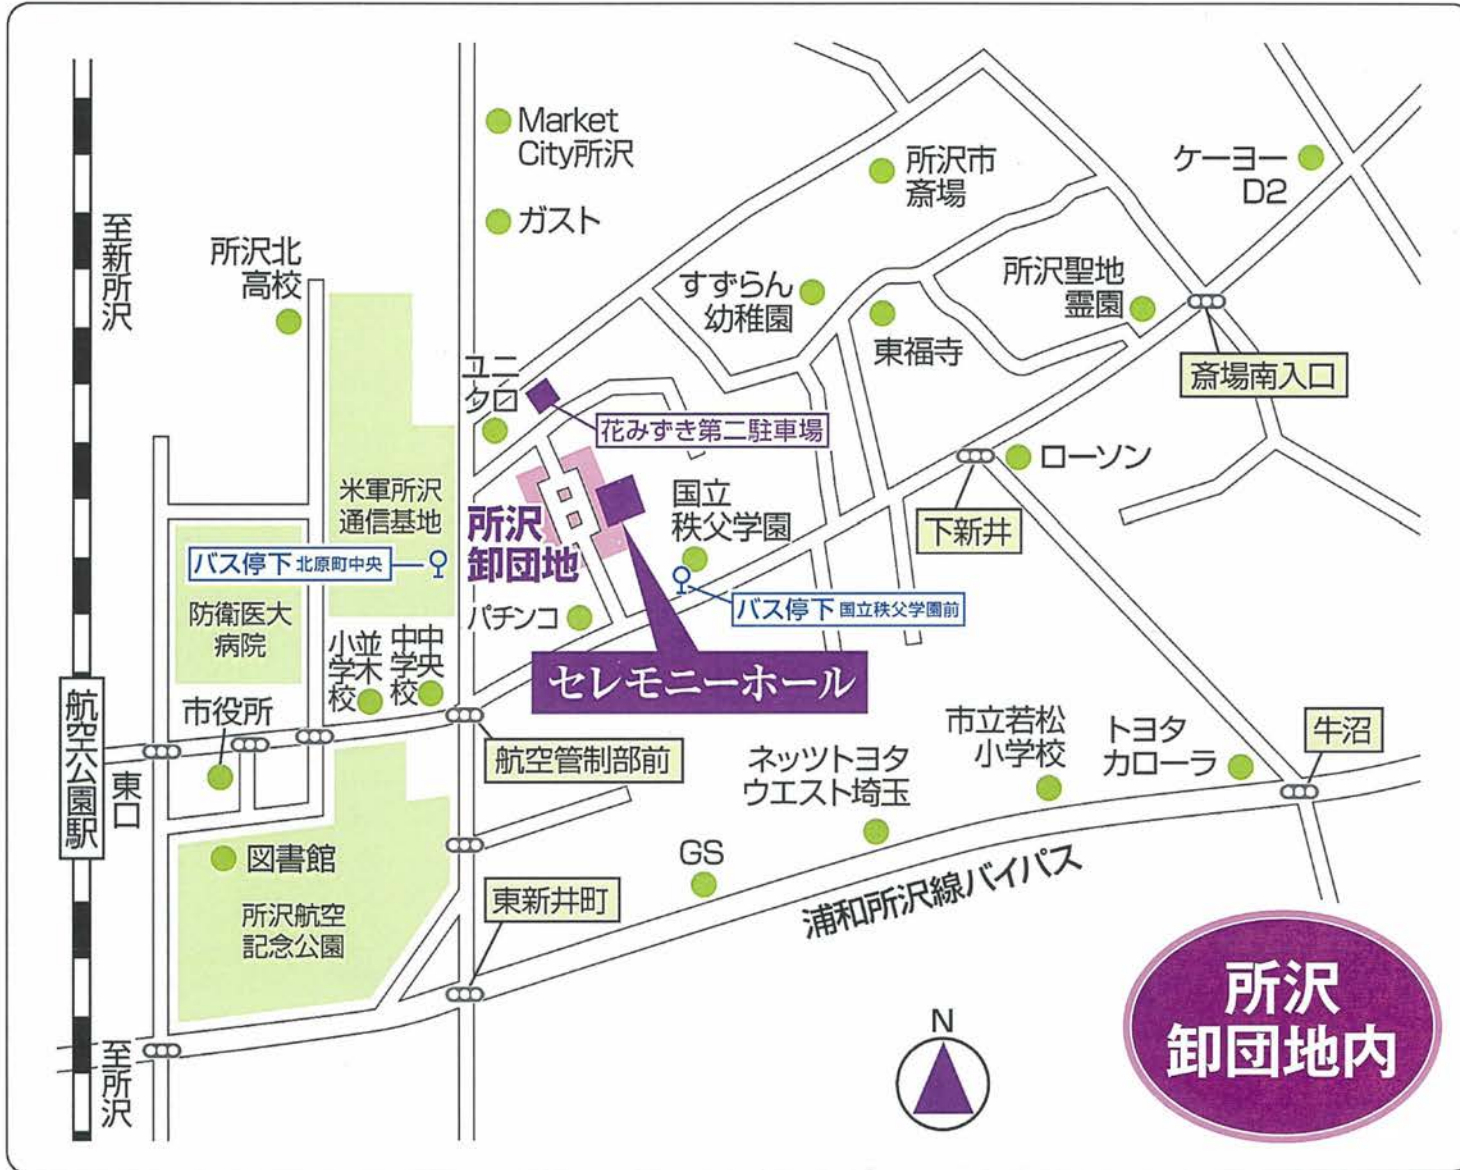 Market
City所沢
ガスト
所沢市
斎場
ケーヨー
D2
至新所沢
所沢北
高校
すずらん
幼稚園
東福寺
所沢聖地
霊園
斎場南入口
ユニ
クロ
花みずき第二駐車場
米軍所沢
通信基地
所沢
卸団地
国立
秩父学園
ローソン
下新井
バス停下 北原町中央
バス停下 国立秩父学園前
防衛医大
病院
パチンコ
並木
小学校
中央
中学校
セレモニーホール
市役所
航空公園駅
東口
航空管制部前
ネッツトヨタ
ウエスト埼玉
市立若松
小学校
トヨタ
カローラ
牛沼
図書館
GS
浦和所沢線バイパス
東新井町
所沢航空
記念公園
至所沢
N
所沢
卸団地内